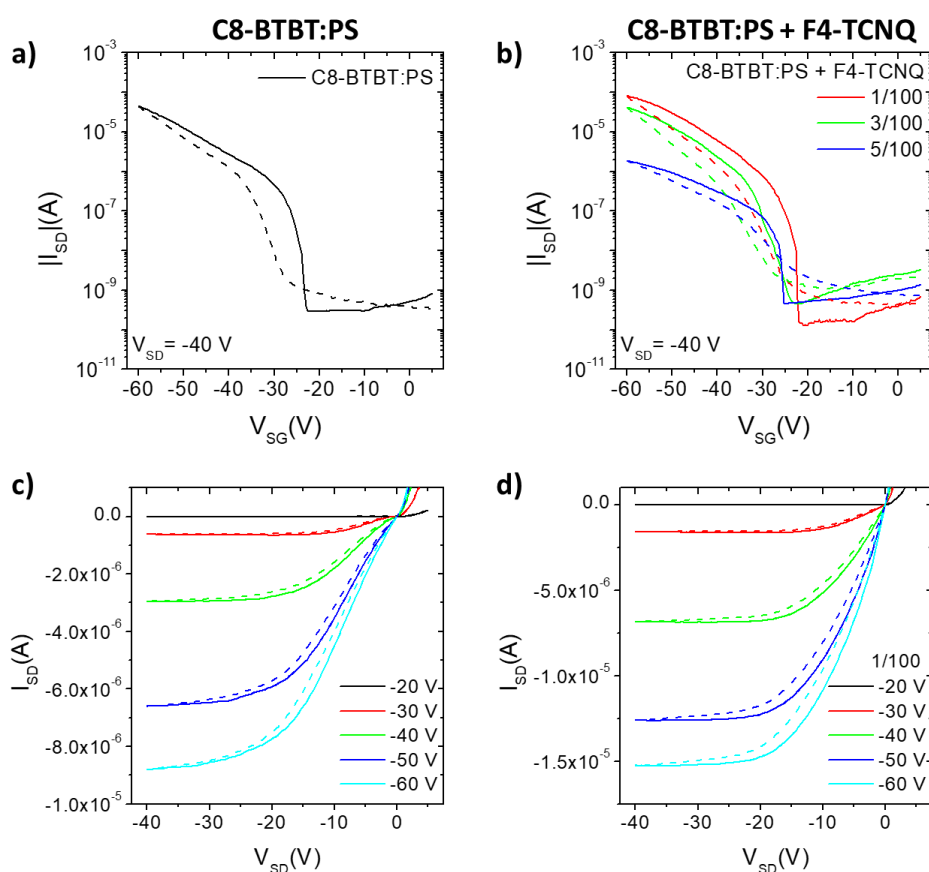 C8-BTBT:PS
C8-BTBT:PS + F4-TCNQ
a)
10⁻³
10⁻⁵
10⁻⁷
10⁻⁹
10⁻¹¹
|I_SD|(A)
C8-BTBT:PS
V_SD= -40 V
-60 -50 -40 -30 -20 -10 0
V_SG(V)
b)
10⁻³
10⁻⁵
10⁻⁷
10⁻⁹
10⁻¹¹
|I_SD|(A)
C8-BTBT:PS + F4-TCNQ
1/100
3/100
5/100
V_SD= -40 V
-60 -50 -40 -30 -20 -10 0
V_SG(V)
c)
0.0
-2.0x10⁻⁶
-4.0x10⁻⁶
-6.0x10⁻⁶
-8.0x10⁻⁶
-1.0x10⁻⁵
I_SD(A)
-20 V
-30 V
-40 V
-50 V
-60 V
-40 -30 -20 -10 0
V_SD(V)
d)
0.0
-5.0x10⁻⁶
-1.0x10⁻⁵
-1.5x10⁻⁵
I_SD(A)
1/100
-20 V
-30 V
-40 V
-50 V
-60 V
-40 -30 -20 -10 0
V_SD(V)